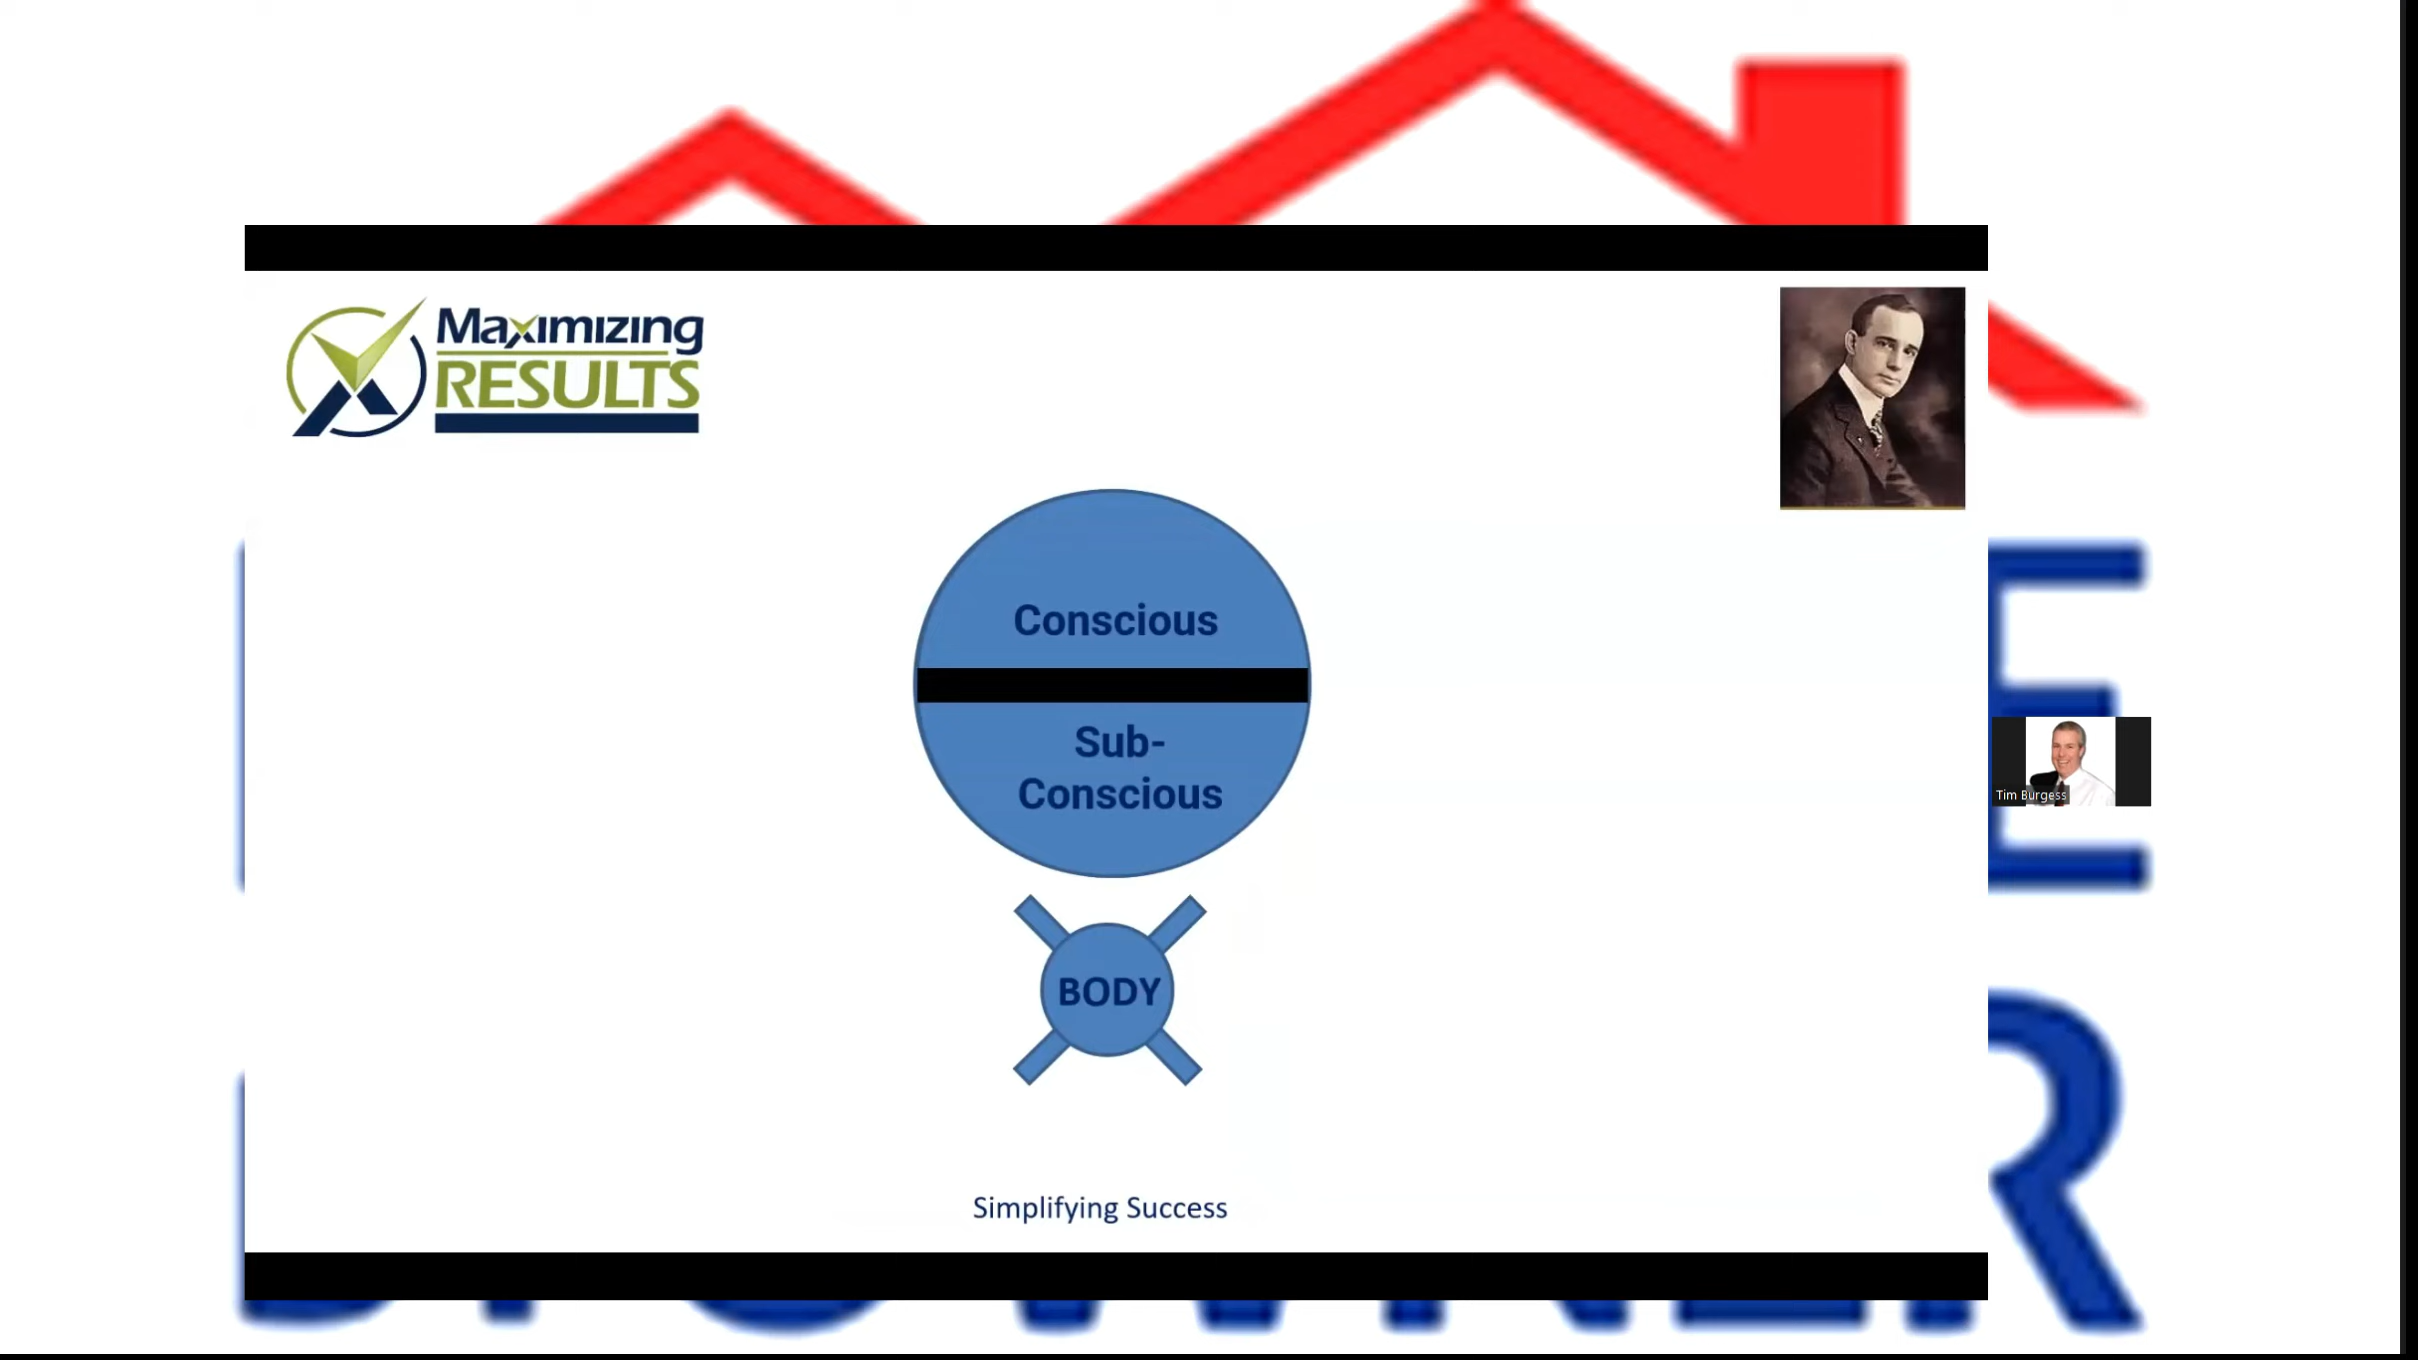 Maximizing
RESULTS
Conscious
Sub-
Conscious
BODY
Simplifying Success
Tim Burgess